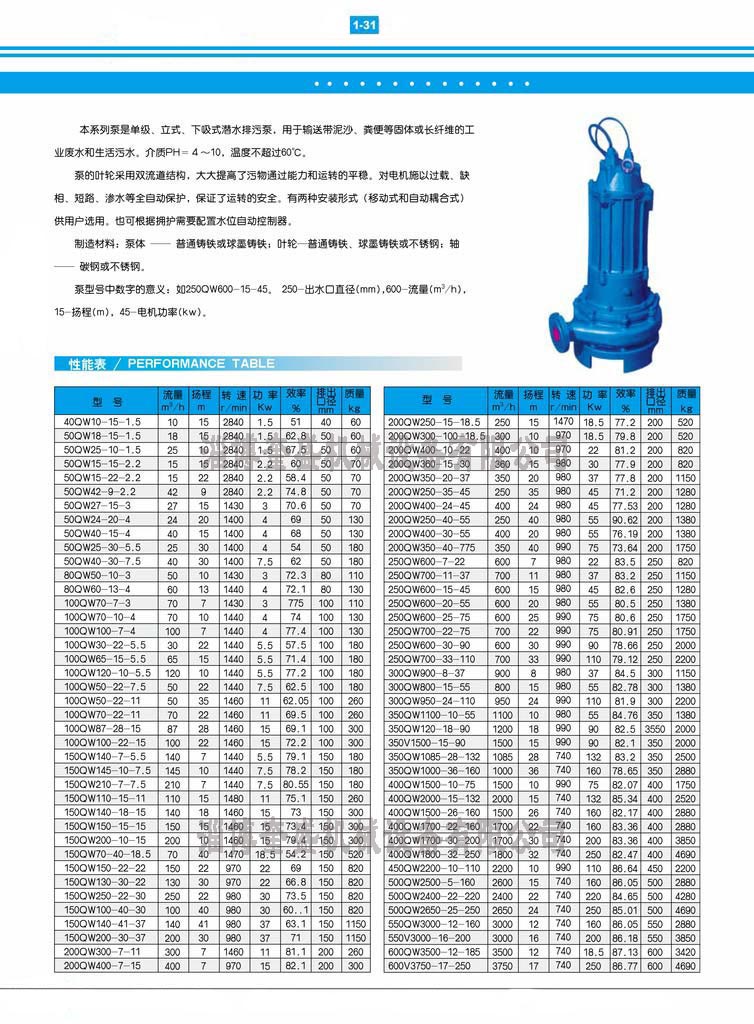 1-31
本系列泵是单级、立式、下吸式潜水排污泵，用于输送带泥沙、粪便等固体或长纤维的工
业废水和生活污水。介质PH=4～10，温度不超过60℃。
泵的叶轮采用双流道结构，大大提高了污物通过能力和运转的平稳。对电机施以过载、缺
相、短路、渗水等全自动保护，保证了运转的安全。有两种安装形式（移动式和自动耦合式）
供用户选用。也可根据拥护需要配置水位自动控制器。
制造材料：泵体 —— 普通铸铁或球墨铸铁；叶轮—普通铸铁、球墨铸铁或不锈钢；轴
—— 碳钢或不锈钢。
泵型号中数字的意义：如250QW600-15-45。 250-出水口直径(mm),600-流量(m³/h),
15-扬程(m)，45-电机功率(kw)。
性能表 / PERFORMANCE TABLE
型 号 流量 m³/h 扬程 m 转速 r/min 功率 Kw 效率 % 排出口径 mm 质量 kg
40QW10-15-1.5 10 15 2840 1.5 51 40 60
50QW18-15-1.5 18 15 2840 1.5 62.8 50 60
50QW25-10-1.5 25 10 2840 1.5 67.5 50 60
50QW15-15-2.2 15 15 2840 2.2 60 50 70
50QW15-22-2.2 15 22 2840 2.2 58.4 50 70
50QW42-9-2.2 42 9 2840 2.2 74.8 50 70
50QW27-15-3 27 15 1430 3 70.6 50 70
50QW24-20-4 24 20 1400 4 69 50 130
50QW40-15-4 40 15 1400 4 68 50 130
50QW25-30-5.5 25 30 1400 4 54 50 180
50QW40-30-7.5 40 30 1400 7.5 62 50 180
80QW50-10-3 50 10 1430 3 72.3 80 110
80QW60-13-4 60 13 1440 4 72.1 80 130
100QW70-7-3 70 7 1430 3 775 100 110
100QW70-10-4 70 10 1440 4 74 100 130
100QW100-7-4 100 7 1440 4 77.4 100 130
100QW30-22-5.5 30 22 1440 5.5 57.5 100 180
100QW65-15-5.5 65 15 1440 5.5 71.4 100 180
100QW120-10-5.5 120 10 1440 5.5 77.2 100 180
100QW50-22-7.5 50 22 1440 7.5 62.5 100 180
100QW50-22-11 50 35 1460 11 62.05 100 260
100QW70-22-11 70 22 1460 11 69.5 100 260
100QW87-28-15 87 28 1460 15 69.1 100 300
100QW100-22-15 100 22 1460 15 72.2 100 300
150QW140-7-5.5 140 7 1440 5.5 79.1 150 180
150QW145-10-7.5 145 10 1440 7.5 78.2 150 180
150QW210-7-7.5 210 7 1440 7.5 80.55 150 180
150QW110-15-11 110 15 1480 11 75.1 150 260
150QW140-18-15 140 18 1460 15 73 150 300
150QW150-15-15 150 15 1460 15 73.4 150 300
150QW200-10-15 200 10 1460 15 79.4 150 300
150QW70-40-18.5 70 40 1470 18.5 54.2 150 520
150QW150-22-22 150 22 970 22 69 150 820
150QW130-30-22 130 30 970 22 66.8 150 820
150QW250-22-30 250 22 980 30 73.5 150 820
100QW100-40-30 100 40 980 30 60..1 150 820
150QW140-41-37 140 41 980 37 63.1 150 1150
150QW200-30-37 200 30 980 37 71 150 1150
200QW300-7-11 300 7 1460 11 81.1 200 260
200QW400-7-15 400 7 970 15 82.1 200 300
型 号 流量 m³/h 扬程 m 转速 r/min 功率 Kw 效率 % 排出口径 mm 质量 kg
200QW250-15-18.5 250 15 1470 18.5 77.2 200 520
200QW300-100-18.5 300 10 970 18.5 79.8 200 520
200QW400-10-22 400 10 970 22 81.2 200 820
200QW360-15-30 360 15 980 30 77.9 200 820
200QW350-20-37 350 20 980 37 77.8 200 1150
200QW250-35-45 250 35 980 45 71.2 200 1280
200QW400-24-45 400 24 980 45 77.53 200 1280
200QW250-40-55 250 40 980 55 90.62 200 1380
200QW400-30-55 400 20 980 55 76.19 200 1380
200QW350-40-775 350 40 990 75 73.64 200 1750
250QW600-7-22 600 7 980 22 83.5 250 820
250QW700-11-37 700 11 980 37 83.2 250 1150
250QW600-15-45 600 15 980 45 82.6 250 1280
250QW600-20-55 600 20 980 55 80.5 250 1380
250QW600-25-75 600 25 990 75 80.6 250 1750
250QW700-22-75 700 22 990 75 80.91 250 1750
250QW600-30-90 600 30 990 90 78.66 250 2000
250QW700-33-110 700 33 990 110 79.12 250 2200
300QW900-8-37 900 8 980 37 84.5 300 1150
300QW800-15-55 800 15 980 55 82.78 300 1380
300QW950-24-110 950 24 990 110 81.9 300 2200
350QW1100-10-55 1100 10 980 55 84.76 350 1380
350QW120-18-90 1200 18 990 90 82.5 3550 2000
350V1500-15-90 1500 15 990 90 82.1 350 2000
350QW1085-28-132 1085 28 740 132 83.2 350 2500
350QW1000-36-160 1000 36 740 160 78.65 350 2880
400QW1500-10-75 1500 10 990 75 82.07 400 1750
400QW2000-15-132 2000 15 740 132 85.34 400 2520
400QW1500-26-160 1500 26 740 160 82.17 400 2880
400QW1700-22-160 1700 22 740 160 83.36 400 2880
400QW1700-30-200 1700 30 740 200 83.36 400 3850
400QW1800-32-250 1800 32 740 250 82.47 400 4690
450QW2200-10-110 2200 10 990 110 86.64 450 2200
500QW2500-5-160 2600 15 740 160 86.05 500 2880
500QW2400-22-220 2400 22 740 220 84.65 500 4280
500QW2650-25-250 2650 24 740 250 85.01 500 4690
550QW3000-12-160 3000 12 740 160 86.05 550 2880
550V3000-16-200 3000 16 740 200 86.18 550 3850
600QW3500-12-185 3500 12 740 18.5 87.13 600 3420
600V3750-17-250 3750 17 740 250 86.77 600 4690